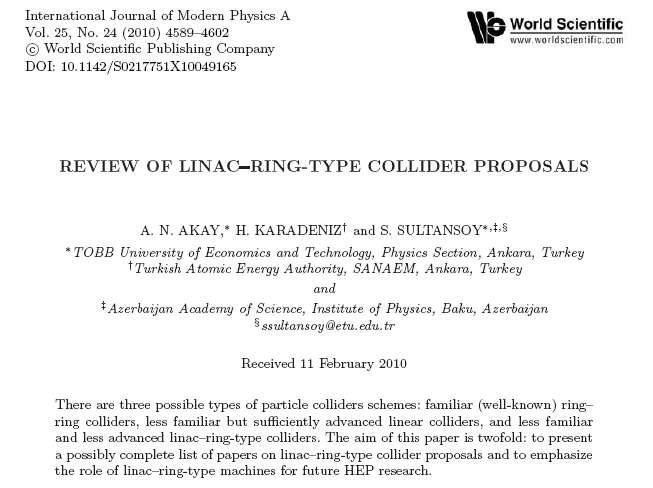 International Journal of Modern Physics A
Vol. 25, No. 24 (2010) 4589–4602
© World Scientific Publishing Company
DOI: 10.1142/S0217751X10049165
World Scientific
www.worldscientific.com
REVIEW OF LINAC–RING-TYPE COLLIDER PROPOSALS
A. N. AKAY,* H. KARADENIZ† and S. SULTANSOY*,‡,§
*TOBB University of Economics and Technology, Physics Section, Ankara, Turkey
†Turkish Atomic Energy Authority, SANAEM, Ankara, Turkey
and
‡Azerbaijan Academy of Science, Institute of Physics, Baku, Azerbaijan
§ssultansoy@etu.edu.tr
Received 11 February 2010
There are three possible types of particle colliders schemes: familiar (well-known) ring–
ring colliders, less familiar but sufficiently advanced linear colliders, and less familiar
and less advanced linac–ring-type colliders. The aim of this paper is twofold: to present
a possibly complete list of papers on linac–ring-type collider proposals and to emphasize
the role of linac–ring-type machines for future HEP research.